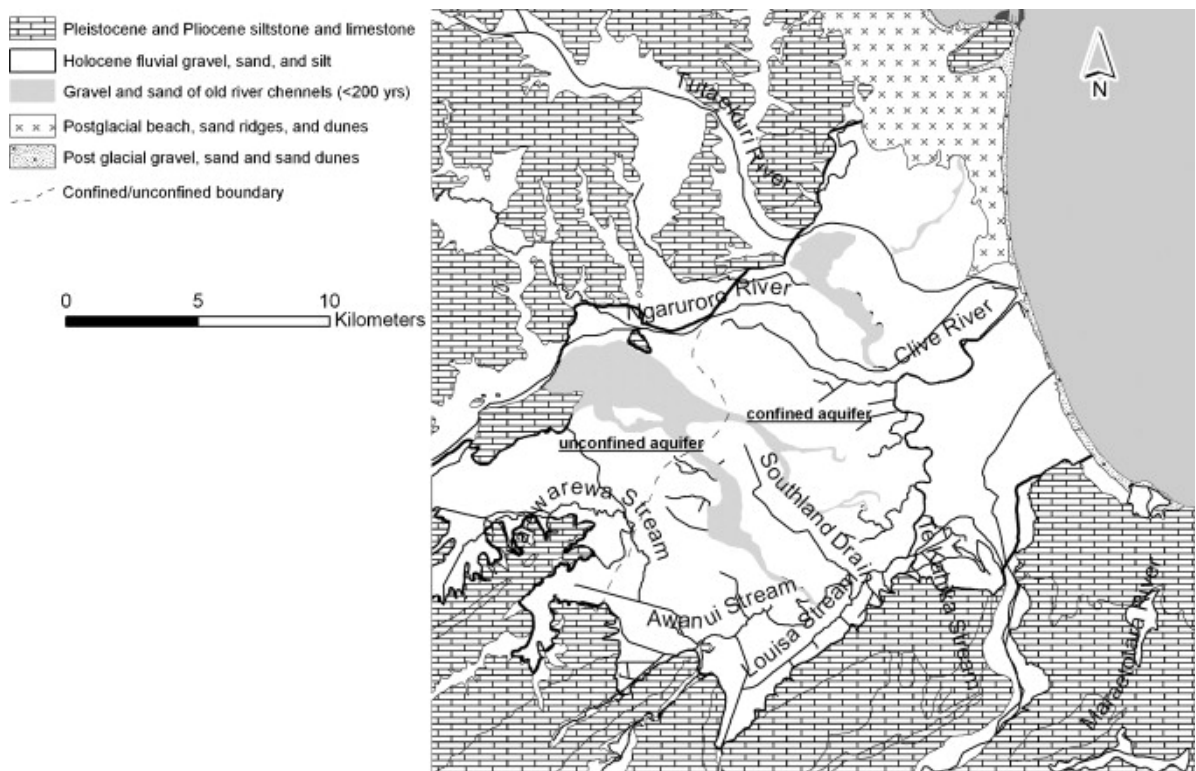 Pleistocene and Pliocene siltstone and limestone
Holocene fluvial gravel, sand, and silt
Gravel and sand of old river chennels (<200 yrs)
Postglacial beach, sand ridges, and dunes
Post glacial gravel, sand and sand dunes
Confined/unconfined boundary
0 5 10
Kilometers
N
Tutaekuri River
Ngaruroro River
Clive River
confined aquifer
unconfined aquifer
Southland Drain
Stream
Awanui Stream
Louisa Stream
Stream
Maraetotara River